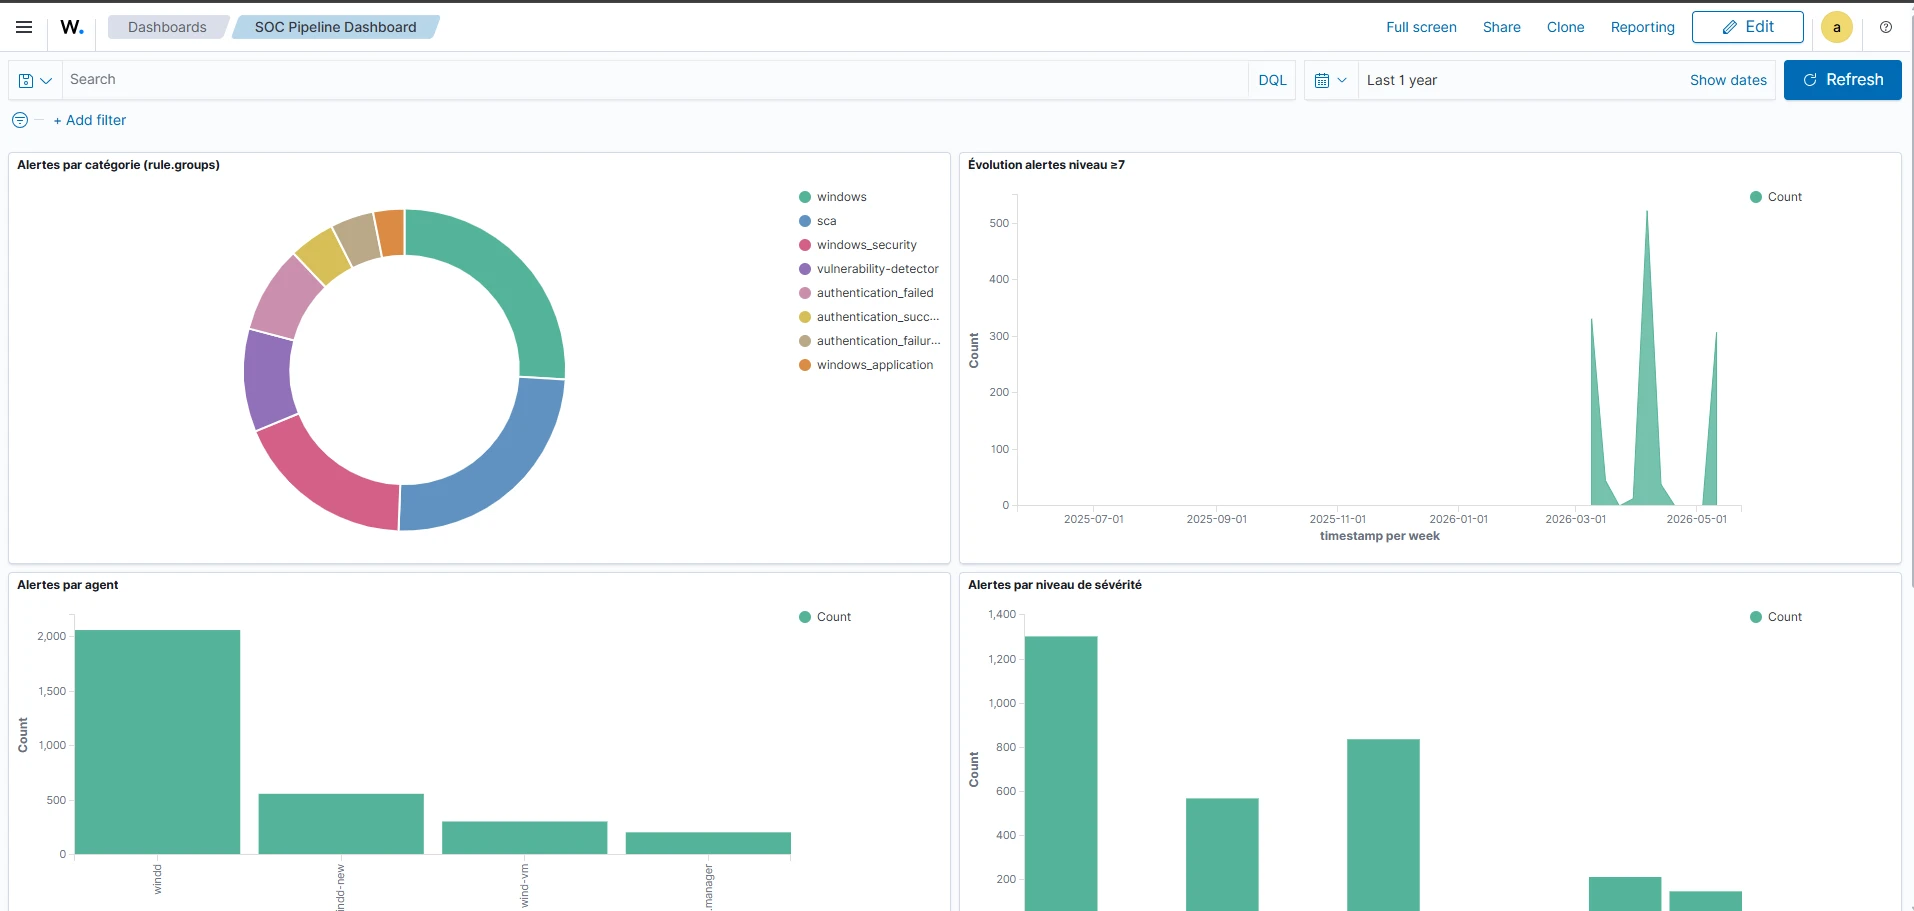 W.
Dashboards
SOC Pipeline Dashboard
Full screen
Share
Clone
Reporting
Edit
a
Search
DQL
Last 1 year
Show dates
Refresh
+ Add filter
Alertes par catégorie (rule.groups)
windows
sca
windows_security
vulnerability-detector
authentication_failed
authentication_succ...
authentication_failur...
windows_application
Évolution alertes niveau ≥7
Count
500
400
300
200
100
0
Count
2025-07-01
2025-09-01
2025-11-01
2026-01-01
2026-03-01
2026-05-01
timestamp per week
Alertes par agent
Count
2,000
1,500
1,000
500
0
Count
windd
indd-new
wind-vm
.manager
Alertes par niveau de sévérité
Count
1,400
1,200
1,000
800
600
400
200
Count